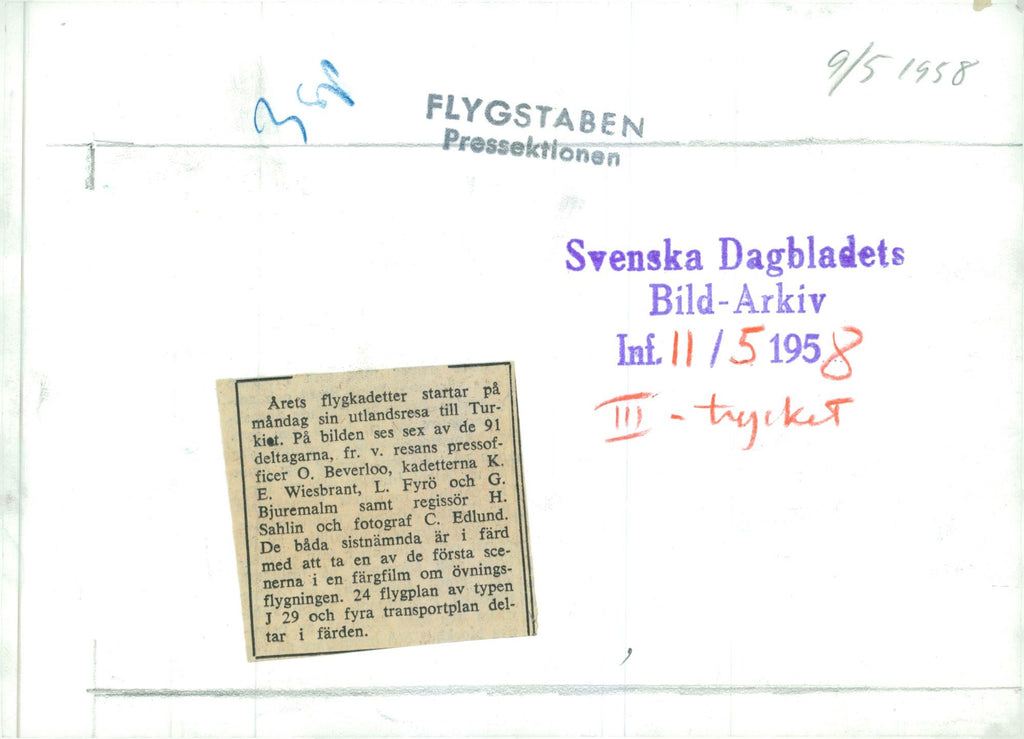 9/5 1958
FLYGSTABEN
Pressektionen
Svenska Dagbladets
Bild-Arkiv
Inf. 11/5 1958
III - trycket
Årets flygkadetter startar på
måndag sin utlandsresa till Tur-
kiet. På bilden ses sex av de 91
deltagarna, fr. v. resans pressof-
ficer O. Beverloo, kadetterna K.
E. Wiesbrant, L. Fyrö och G.
Bjuremalm samt regissör H.
Sahlin och fotograf C. Edlund.
De båda sistnämnda är i färd
med att ta en av de första sce-
nerna i en färgfilm om övnings-
flygningen. 24 flygplan av typen
J 29 och fyra transportplan del-
tar i färden.